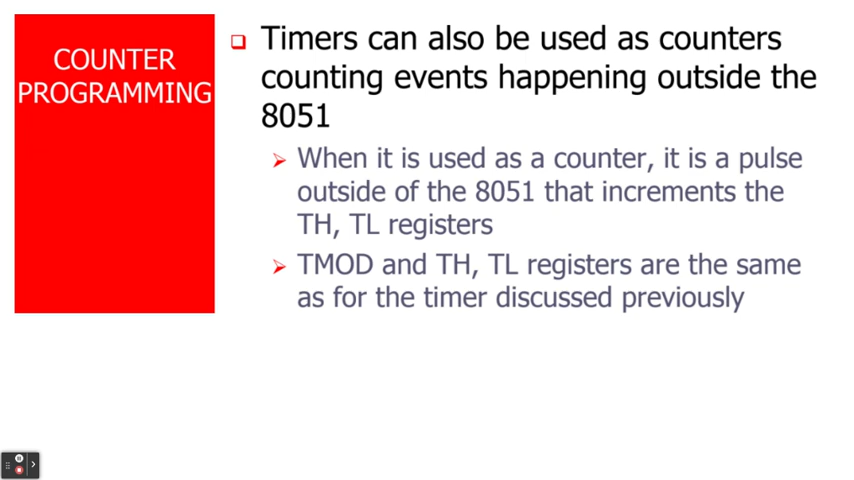 COUNTER
PROGRAMMING
Timers can also be used as counters
counting events happening outside the
8051
When it is used as a counter, it is a pulse
outside of the 8051 that increments the
TH, TL registers
TMOD and TH, TL registers are the same
as for the timer discussed previously